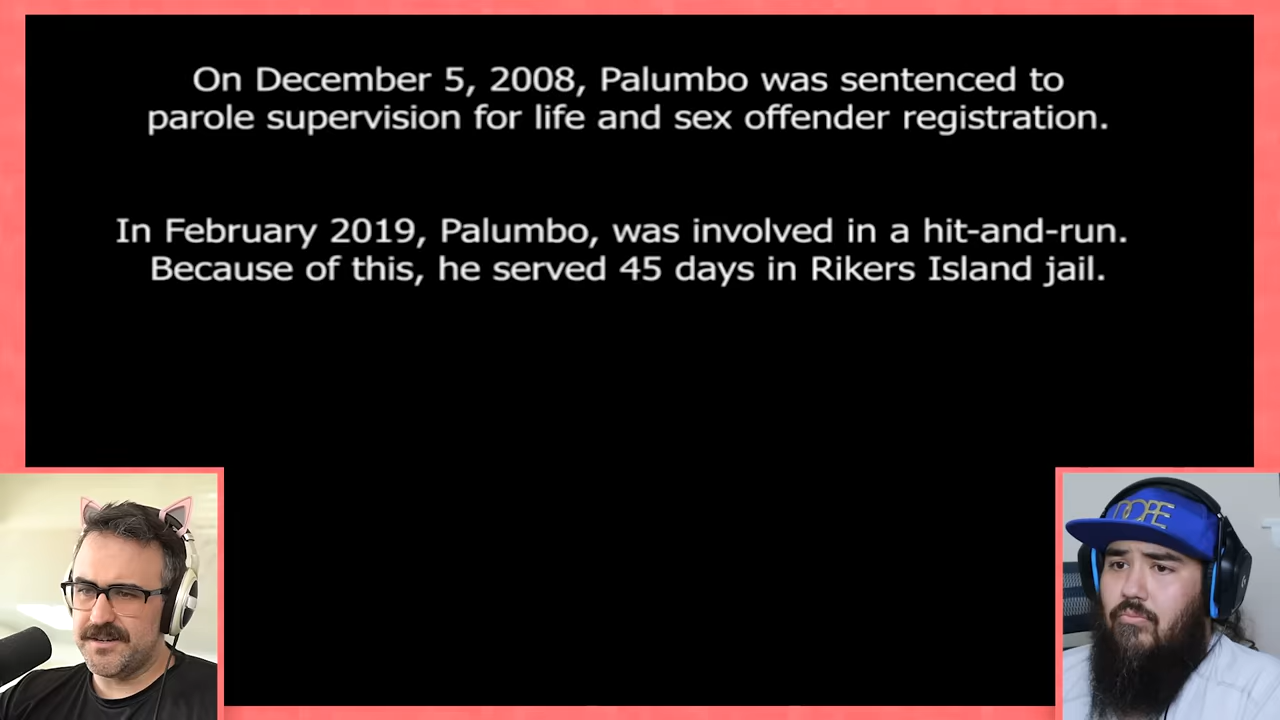 On December 5, 2008, Palumbo was sentenced to
parole supervision for life and sex offender registration.
In February 2019, Palumbo, was involved in a hit-and-run.
Because of this, he served 45 days in Rikers Island jail.
DOPE